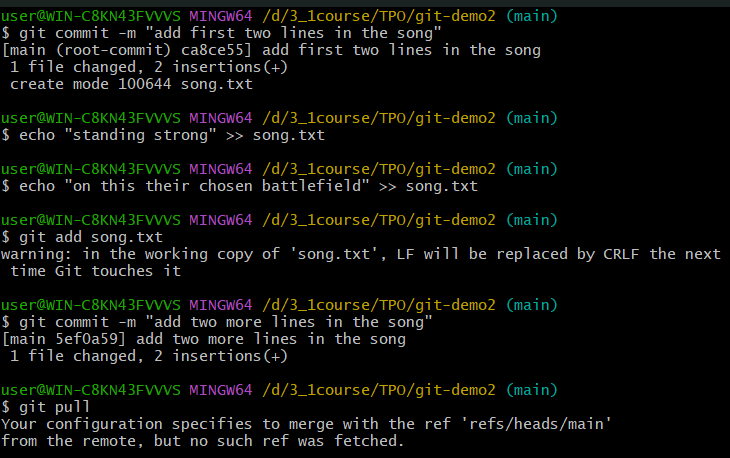 user@WIN-C8KN43FVVVS MINGW64 /d/3_1course/TPO/git-demo2 (main)
$ git commit -m "add first two lines in the song"
[main (root-commit) ca8ce55] add first two lines in the song
 1 file changed, 2 insertions(+)
 create mode 100644 song.txt

user@WIN-C8KN43FVVVS MINGW64 /d/3_1course/TPO/git-demo2 (main)
$ echo "standing strong" >> song.txt

user@WIN-C8KN43FVVVS MINGW64 /d/3_1course/TPO/git-demo2 (main)
$ echo "on this their chosen battlefield" >> song.txt

user@WIN-C8KN43FVVVS MINGW64 /d/3_1course/TPO/git-demo2 (main)
$ git add song.txt
warning: in the working copy of 'song.txt', LF will be replaced by CRLF the next
 time Git touches it

user@WIN-C8KN43FVVVS MINGW64 /d/3_1course/TPO/git-demo2 (main)
$ git commit -m "add two more lines in the song"
[main 5ef0a59] add two more lines in the song
 1 file changed, 2 insertions(+)

user@WIN-C8KN43FVVVS MINGW64 /d/3_1course/TPO/git-demo2 (main)
$ git pull
Your configuration specifies to merge with the ref 'refs/heads/main'
from the remote, but no such ref was fetched.